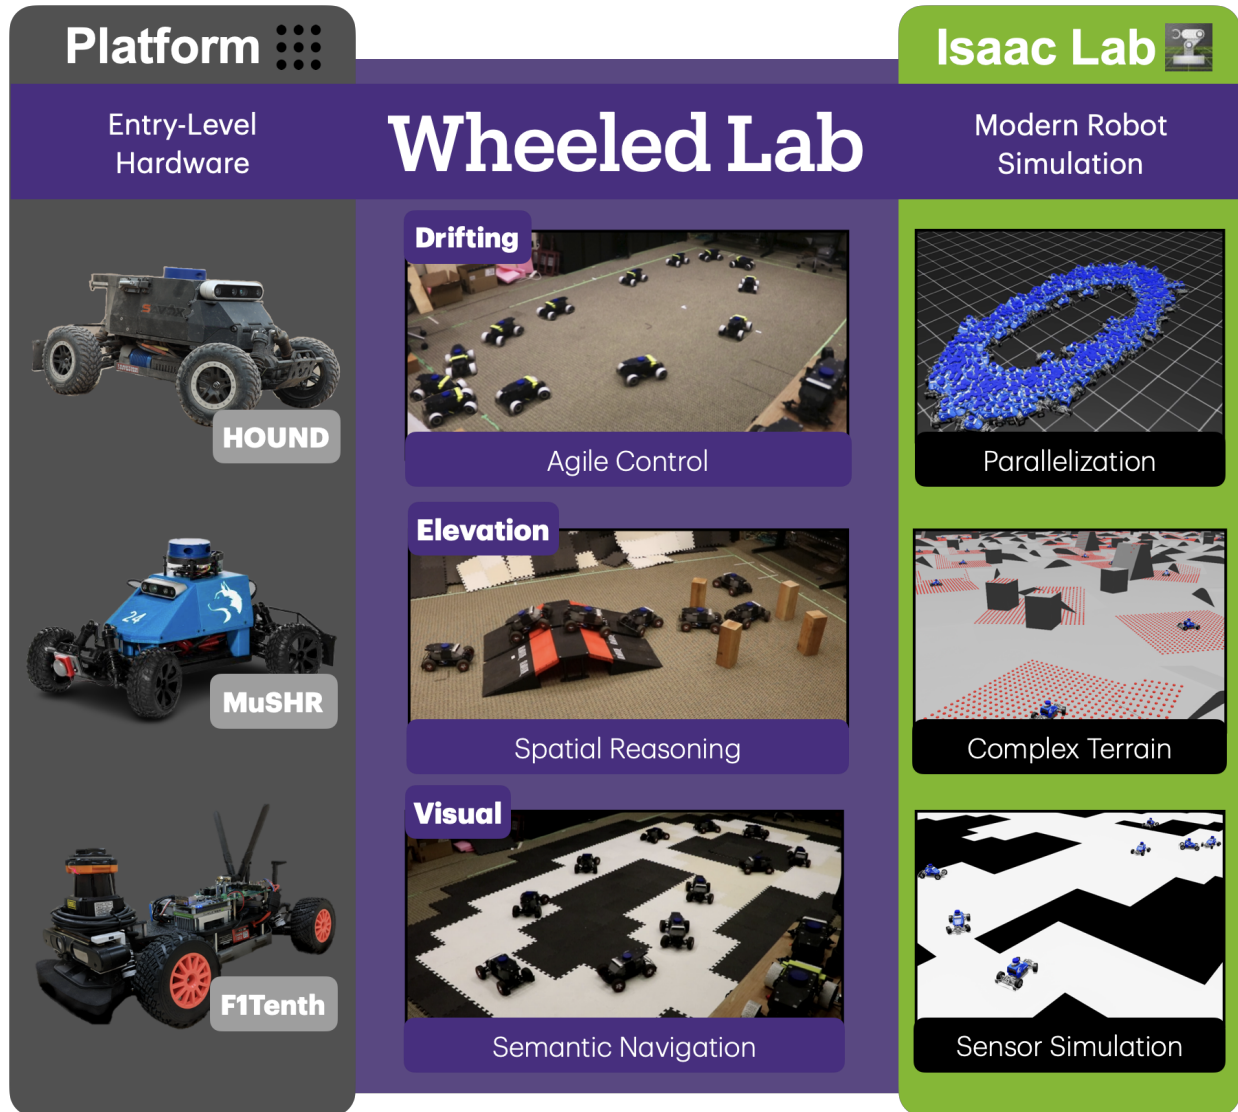 Platform
Isaac Lab
Entry-Level
Hardware
Wheeled Lab
Modern Robot
Simulation
HOUND
Drifting
Agile Control
Parallelization
24
MuSHR
Elevation
Spatial Reasoning
Complex Terrain
F1Tenth
Visual
Semantic Navigation
Sensor Simulation